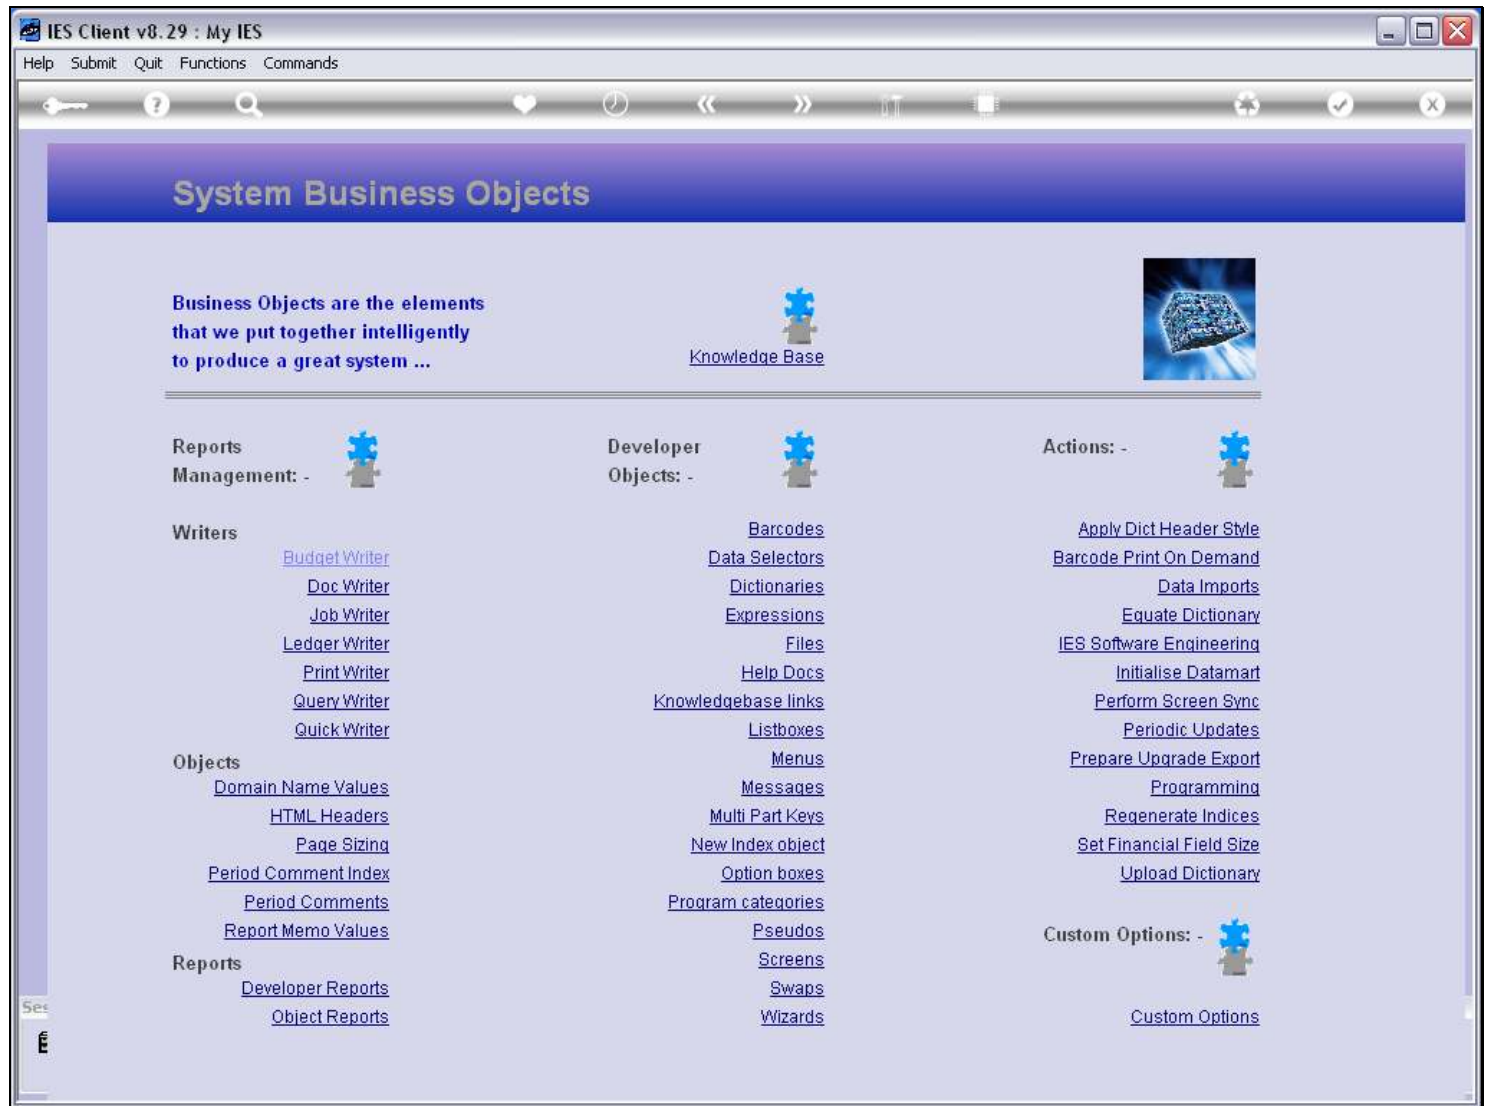 IES Client v8.29 : My IES
Help Submit Quit Functions Commands
System Business Objects
Business Objects are the elements
that we put together intelligently
to produce a great system ...
Knowledge Base
Reports
Management: -
Writers
Budget Writer
Doc Writer
Job Writer
Ledger Writer
Print Writer
Query Writer
Quick Writer
Objects
Domain Name Values
HTML Headers
Page Sizing
Period Comment Index
Period Comments
Report Memo Values
Reports
Developer Reports
Object Reports
Developer
Objects: -
Barcodes
Data Selectors
Dictionaries
Expressions
Files
Help Docs
Knowledgebase links
Listboxes
Menus
Messages
Multi Part Keys
New Index object
Option boxes
Program categories
Pseudos
Screens
Swaps
Wizards
Actions: -
Apply Dict Header Style
Barcode Print On Demand
Data Imports
Equate Dictionary
IES Software Engineering
Initialise Datamart
Perform Screen Sync
Periodic Updates
Prepare Upgrade Export
Programming
Regenerate Indices
Set Financial Field Size
Upload Dictionary
Custom Options: -
Custom Options